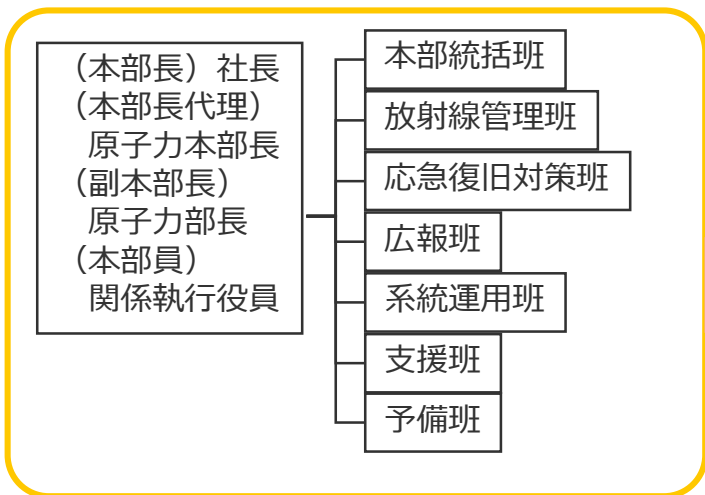 （本部長）社長
（本部長代理）
原子力本部長
（副本部長）
原子力部長
（本部員）
関係執行役員
本部統括班
放射線管理班
応急復旧対策班
広報班
系統運用班
支援班
予備班